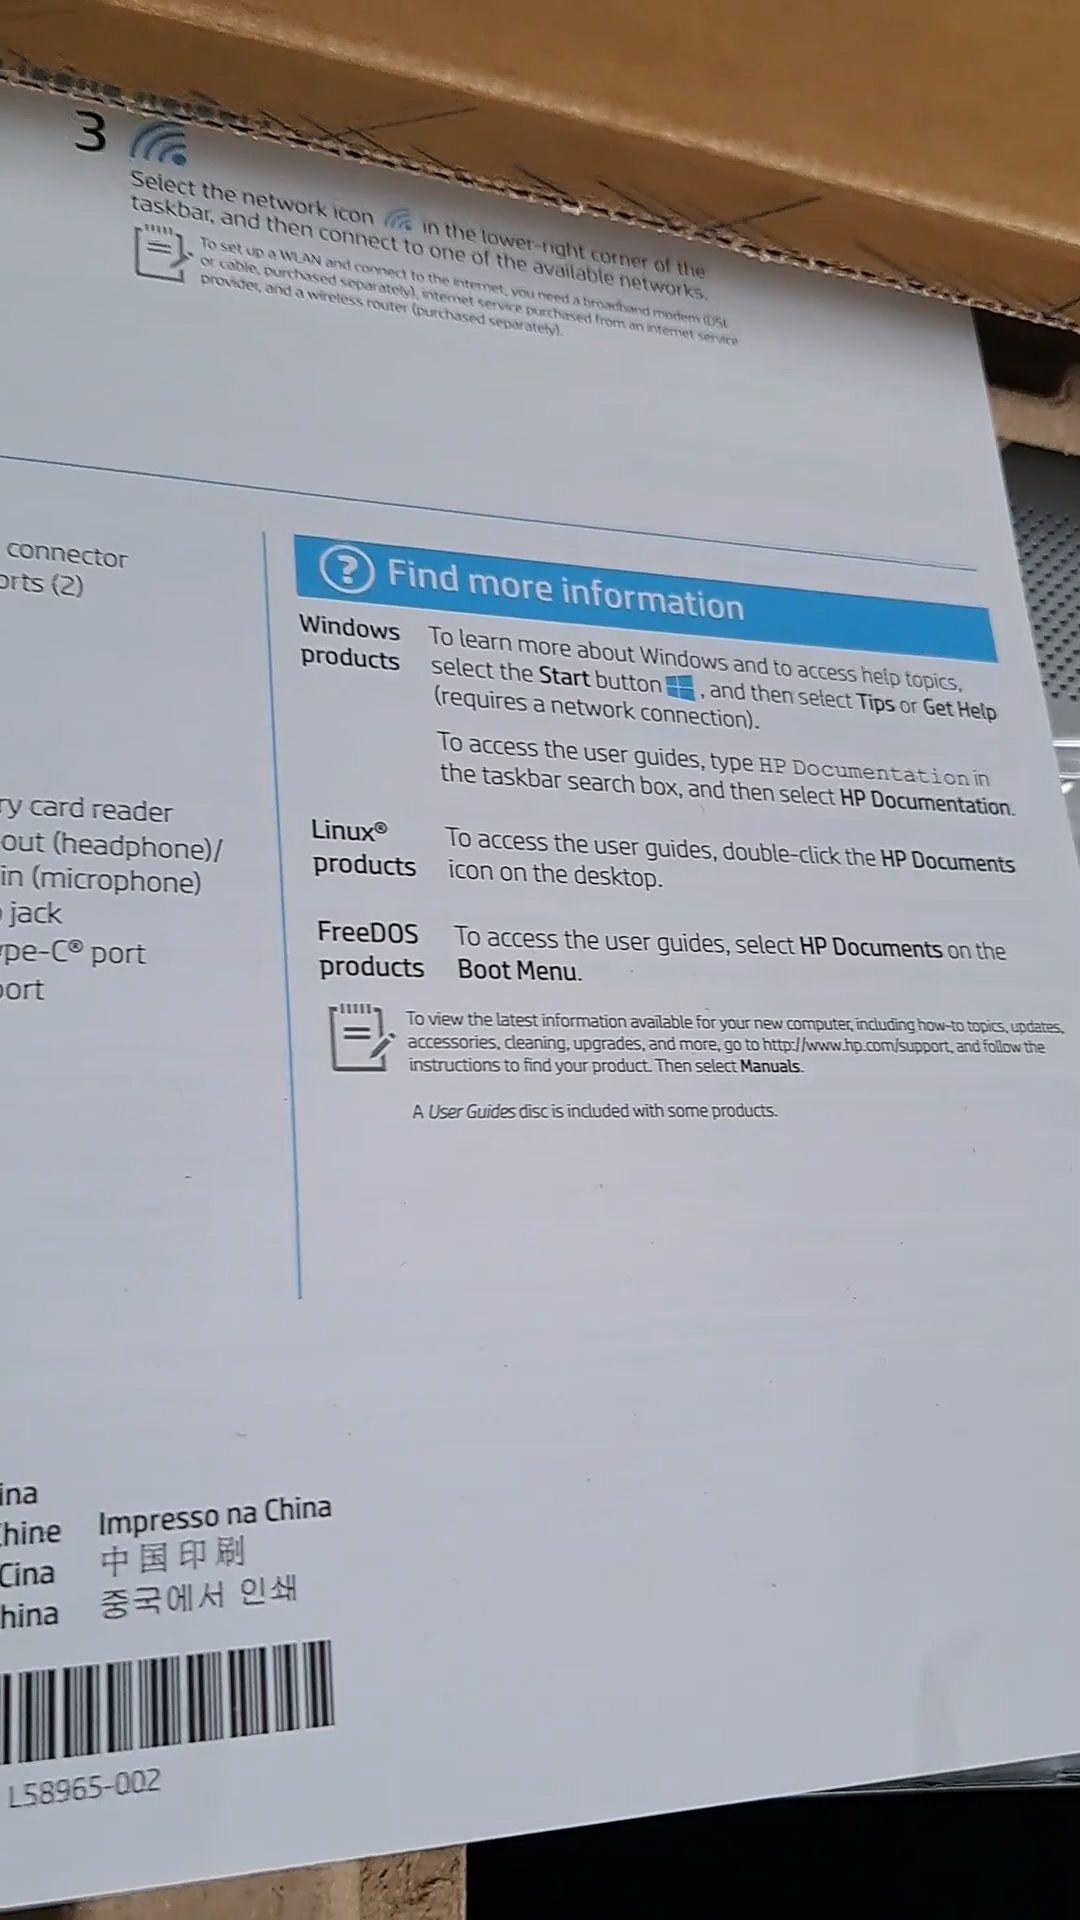 3
Select the network icon in the lower-right corner of the
taskbar, and then connect to one of the available networks.
To set up a WLAN and connect to the internet, you need a broadband modem (DSL
or cable, purchased separately), internet service purchased from an internet service
provider, and a wireless router (purchased separately).
connector
orts (2)
ry card reader
out (headphone)/
in (microphone)
jack
ype-C® port
port
? Find more information
Windows products
To learn more about Windows and to access help topics,
select the Start button , and then select Tips or Get Help
(requires a network connection).
To access the user guides, type HP Documentation in
the taskbar search box, and then select HP Documentation.
Linux® products
To access the user guides, double-click the HP Documents
icon on the desktop.
FreeDOS products
To access the user guides, select HP Documents on the
Boot Menu.
To view the latest information available for your new computer, including how-to topics, updates,
accessories, cleaning, upgrades, and more, go to http://www.hp.com/support, and follow the
instructions to find your product. Then select Manuals.
A User Guides disc is included with some products.
ina
Chine
Cina
hina
Impresso na China
中国印刷
중국에서 인쇄
L58965-002